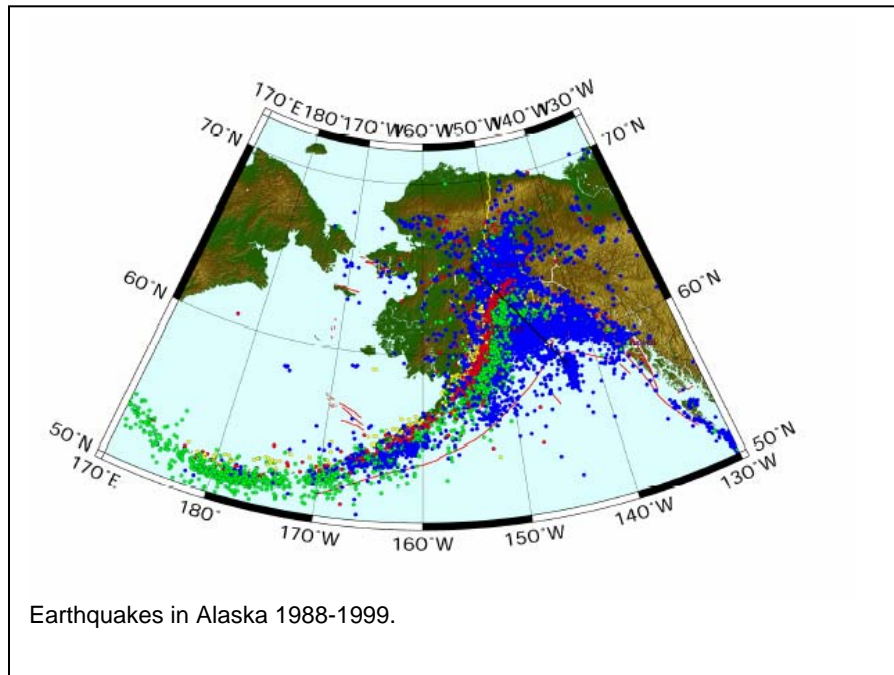 170°E 180°W 170°W 160°W 150°W 140°W 130°W
70°N 70°N
60°N 60°N
50°N 50°N
170°E 130°W
180° 140°W
170°W 150°W
160°W
Earthquakes in Alaska 1988-1999.